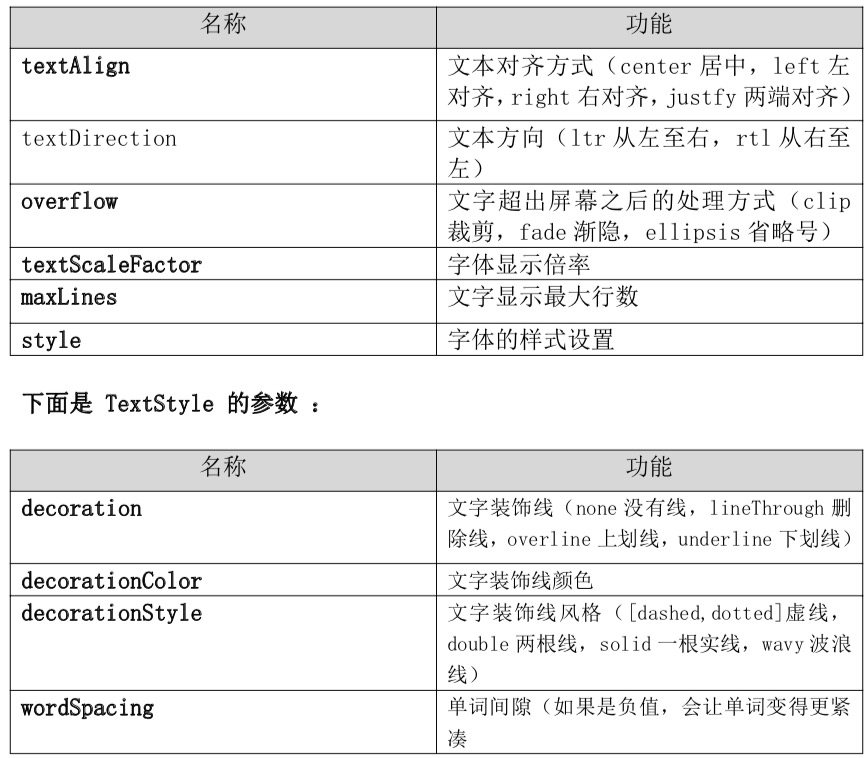 名称 功能
textAlign 文本对齐方式（center 居中，left 左
对齐，right 右对齐，justfy 两端对齐）
textDirection 文本方向（ltr 从左至右，rtl 从右至
左）
overflow 文字超出屏幕之后的处理方式（clip
裁剪，fade 渐隐，ellipsis 省略号）
textScaleFactor 字体显示倍率
maxLines 文字显示最大行数
style 字体的样式设置
下面是 TextStyle 的参数 ：
名称 功能
decoration 文字装饰线（none 没有线，lineThrough 删
除线，overline 上划线，underline 下划线）
decorationColor 文字装饰线颜色
decorationStyle 文字装饰线风格（[dashed,dotted]虚线，
double 两根线，solid 一根实线，wavy 波浪
线）
wordSpacing 单词间隙（如果是负值，会让单词变得更紧
凑